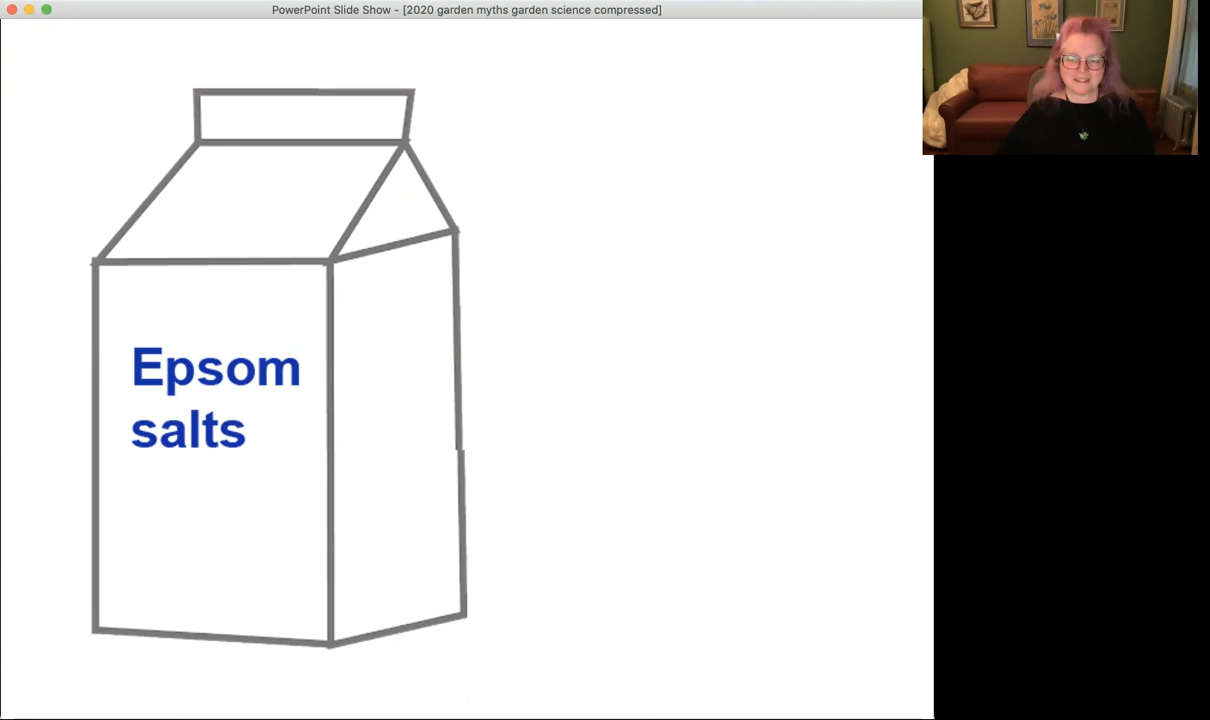 PowerPoint Slide Show - [2020 garden myths garden science compressed]
Epsom
salts